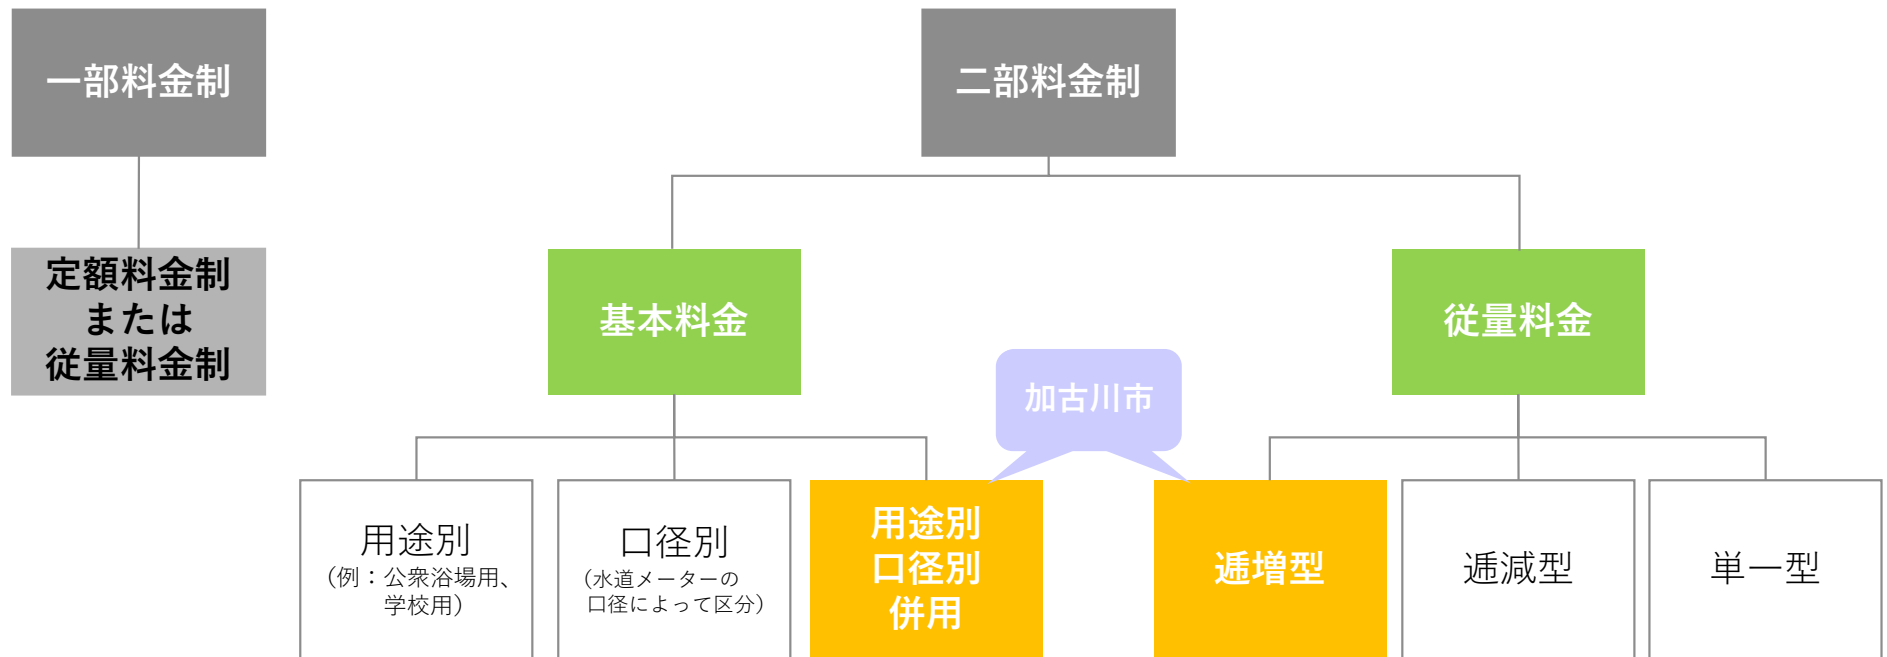 一部料金制
二部料金制
定額料金制
または
従量料金制
基本料金
従量料金
加古川市
用途別
（例：公衆浴場用、
学校用）
口径別
（水道メーターの
口径によって区分）
用途別
口径別
併用
逓増型
逓減型
単一型